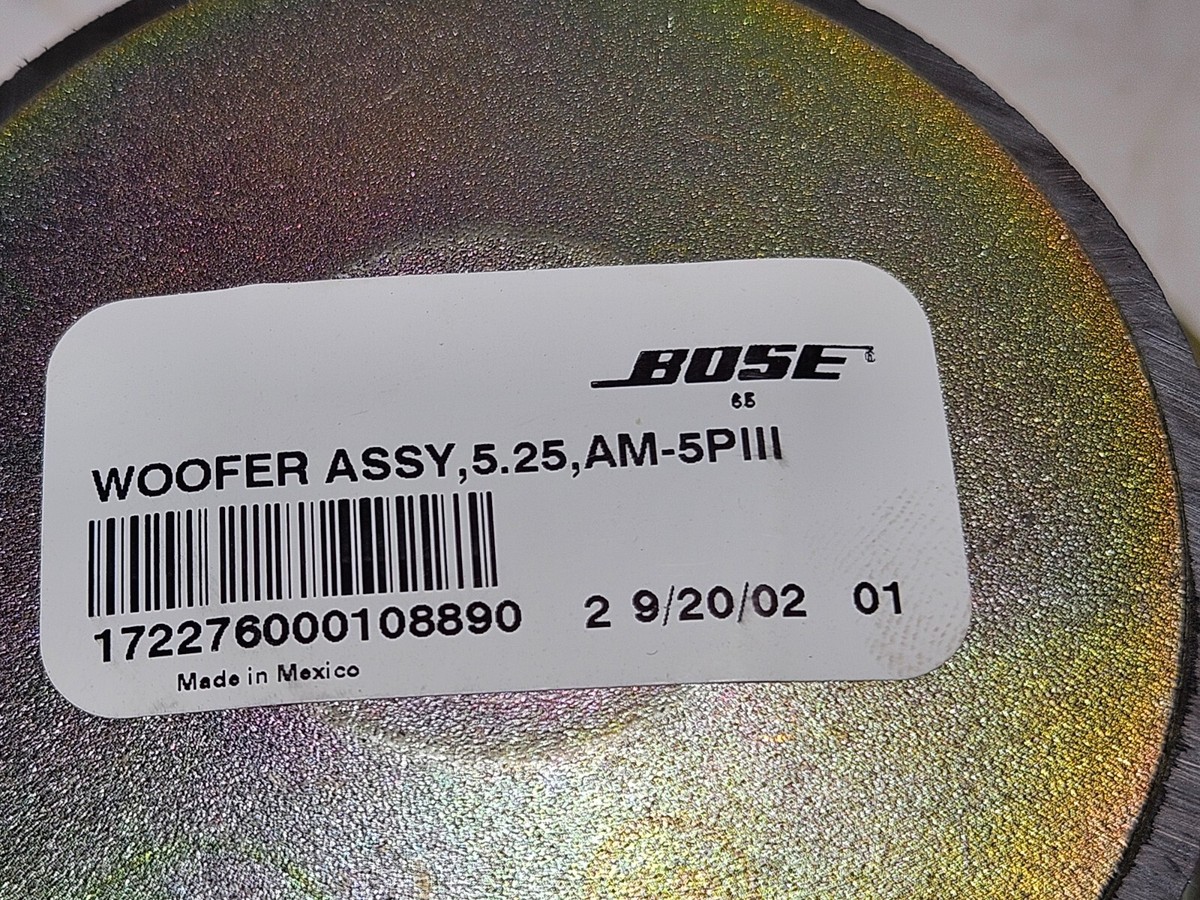 BOSE
65
WOOFER ASSY,5.25,AM-5PIII
172276000108890 2 9/20/02 01
Made in Mexico